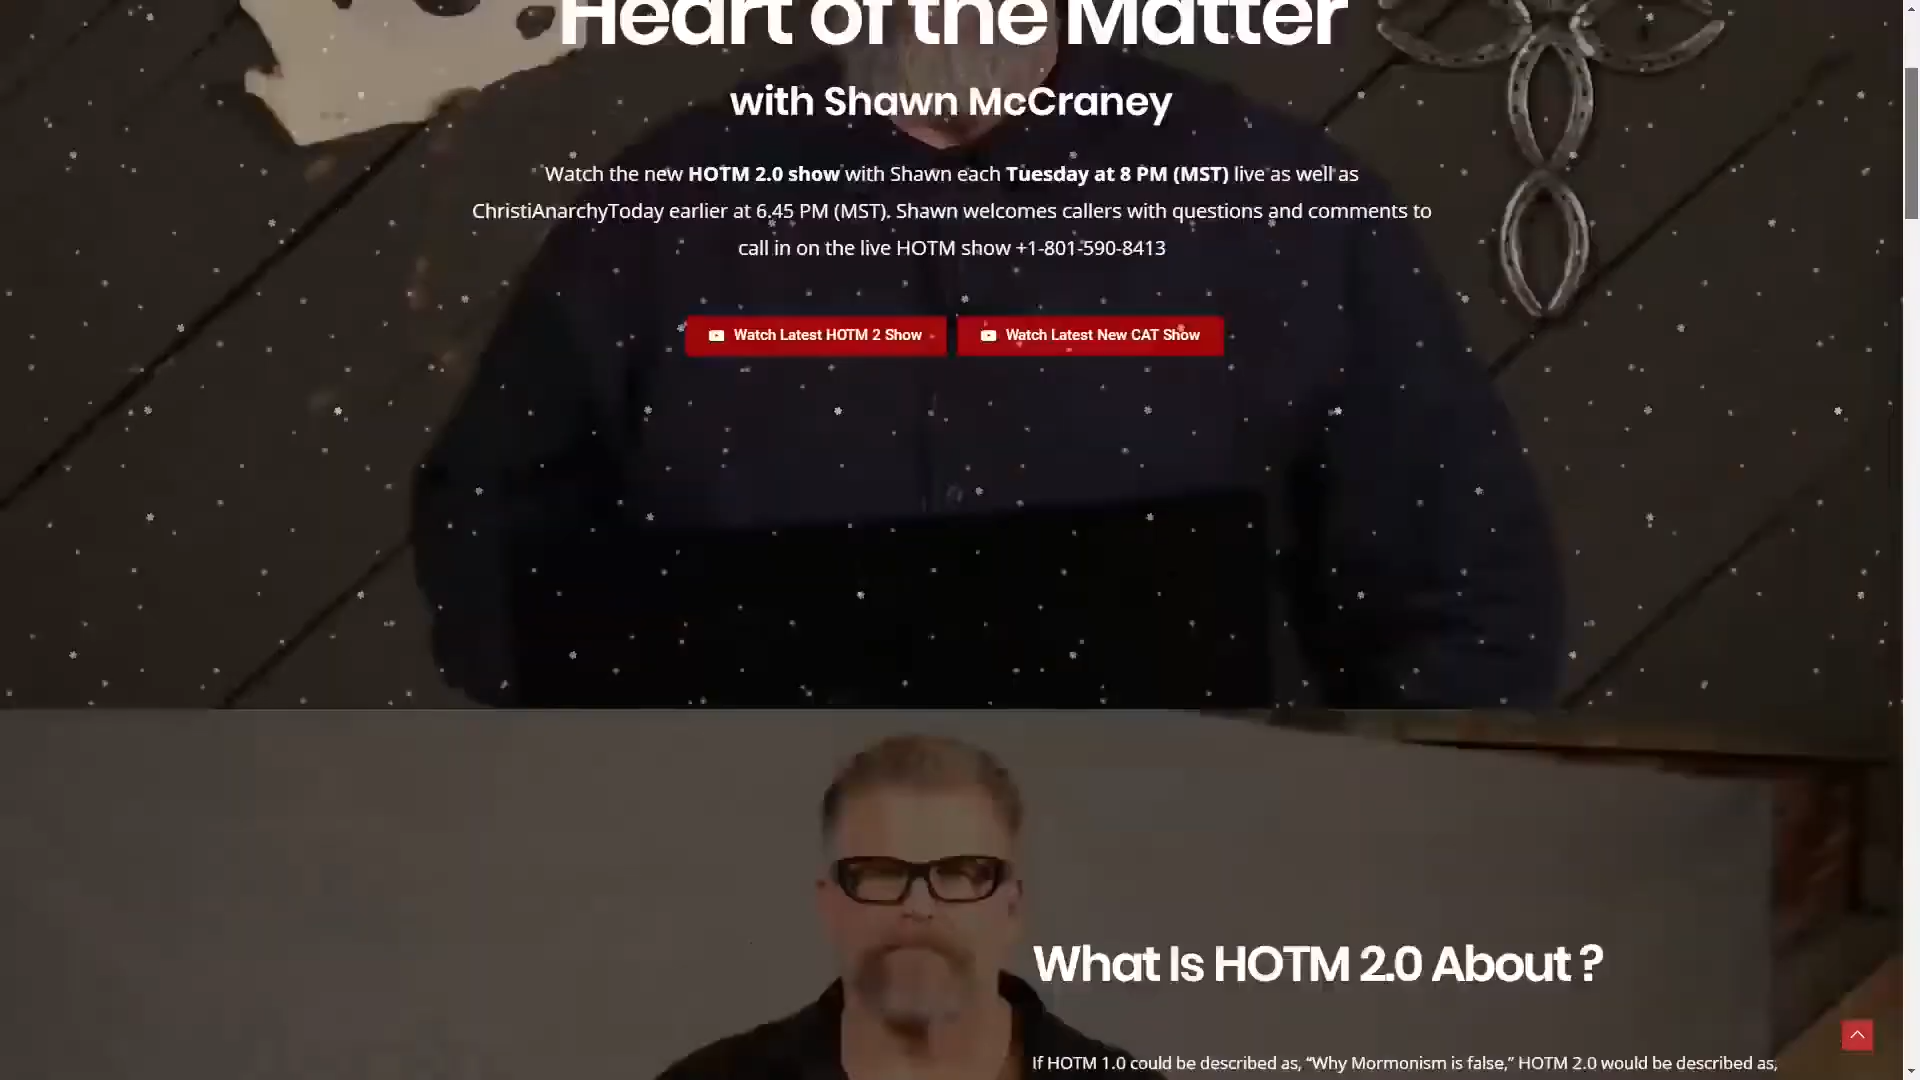 Heart of the Matter
with Shawn McCraney
Watch the new HOTM 2.0 show with Shawn each Tuesday at 8 PM (MST) live as well as
ChristiAnarchyToday earlier at 6.45 PM (MST). Shawn welcomes callers with questions and comments to
call in on the live HOTM show +1-801-590-8413
Watch Latest HOTM 2 Show
Watch Latest New CAT Show
What Is HOTM 2.0 About ?
If HOTM 1.0 could be described as, “Why Mormonism is false,” HOTM 2.0 would be described as,